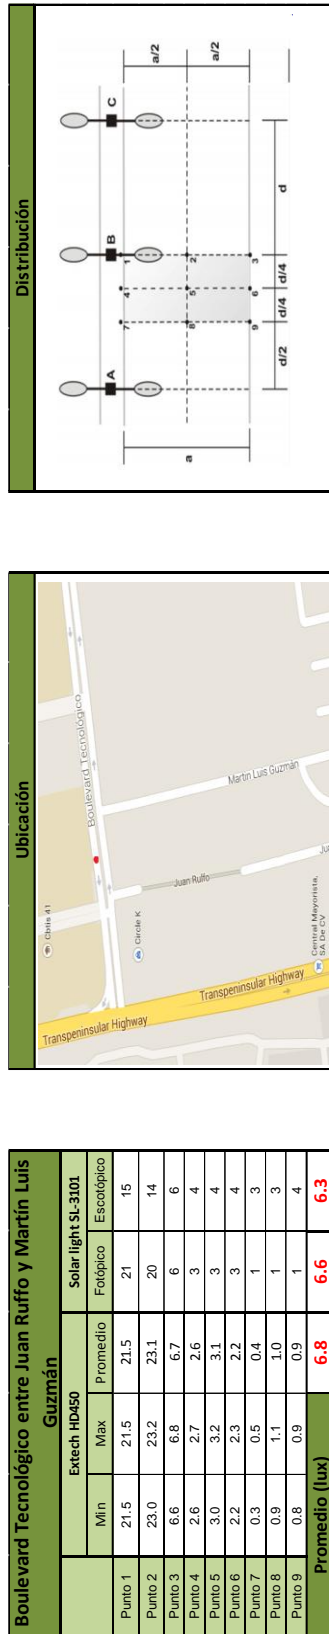 Boulevard Tecnológico entre Juan Ruffo y Martín Luis
Guzmán
Extech HD450 Solar light SL-3101
Min Max Promedio Fotópico Escotópico
Punto 1 21.5 21.5 21.5 21 15
Punto 2 23.0 23.2 23.1 20 14
Punto 3 6.6 6.8 6.7 6 6
Punto 4 2.6 2.7 2.6 3 4
Punto 5 3.0 3.2 3.1 3 4
Punto 6 2.2 2.3 2.2 3 4
Punto 7 0.3 0.5 0.4 1 3
Punto 8 0.9 1.1 1.0 1 3
Punto 9 0.8 0.9 0.9 1 4
Promedio (lux) 6.8 6.6 6.3
Ubicación
Cbtis 41
Boulevard Tecnológico
Circle K
Juan Ruffo
Martin Luis Guzmán
Transpeninsular Highway
Transpeninsular Highway
Central Mayorista,
SA De CV
Ju
Distribución
A B C
7 4 1
8 5 2
9 6 3
a
a/2
a/2
d/2 d/4 d/4 d